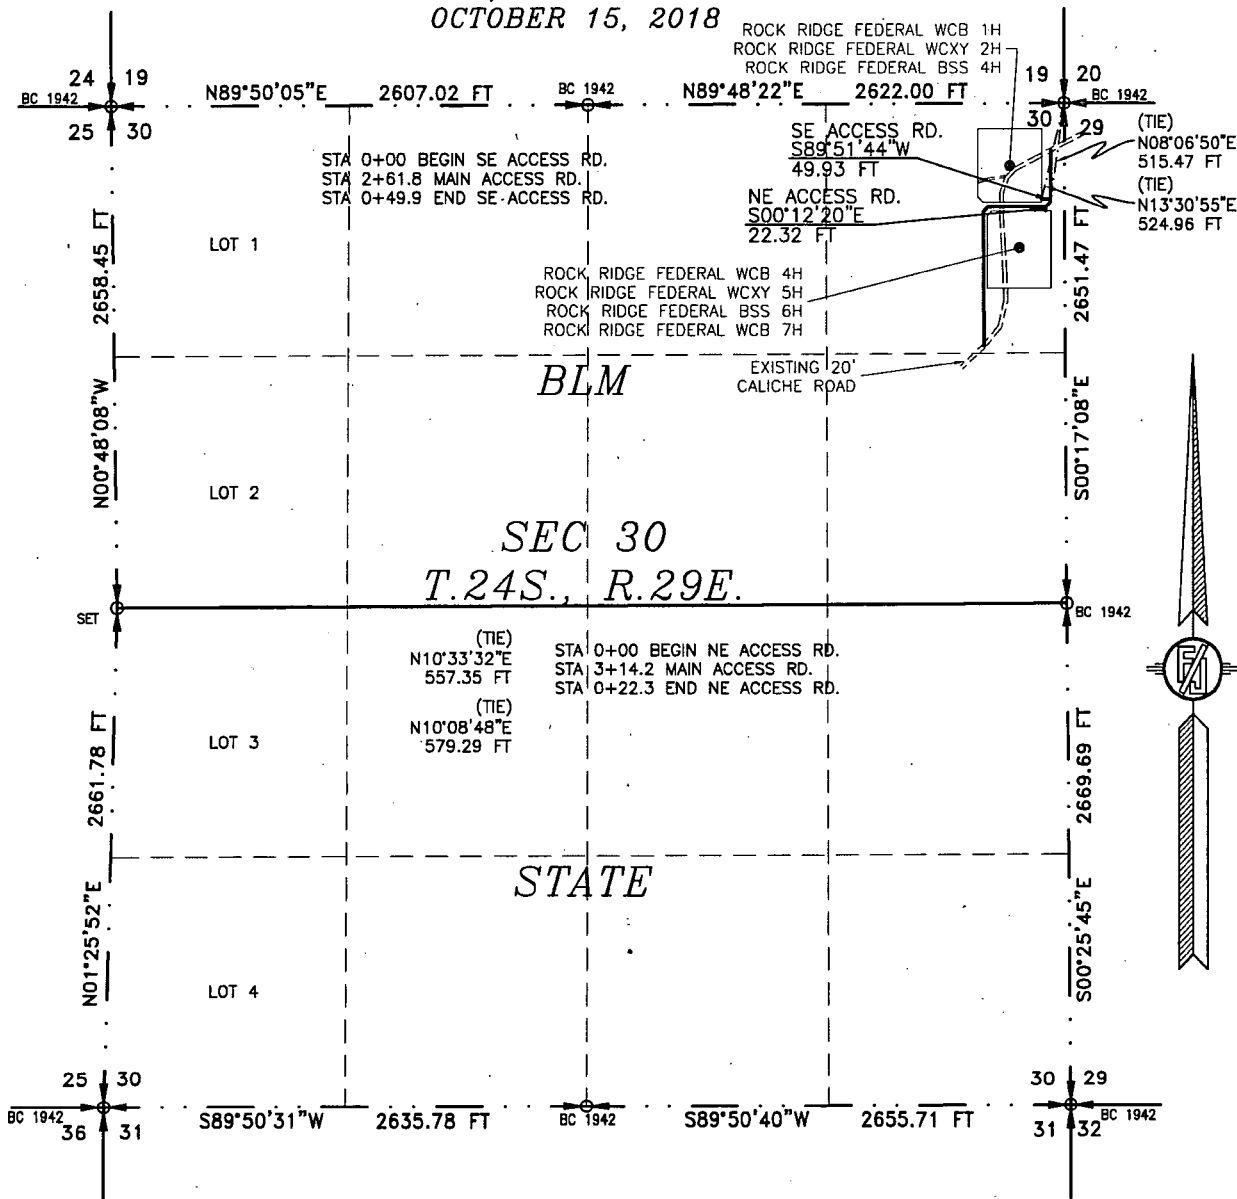 OCTOBER 15, 2018
ROCK RIDGE FEDERAL WCB 1H
ROCK RIDGE FEDERAL WCXY 2H
ROCK RIDGE FEDERAL BSS 4H
24 19
BC 1942
25 30
N89°50'05"E 2607.02 FT
BC 1942
N89°48'22"E 2622.00 FT
19 20
BC 1942
30 29
SE ACCESS RD.
S89°51'44"W
49.93 FT
(TIE)
N08°06'50"E
515.47 FT
(TIE)
N13°30'55"E
524.96 FT
STA 0+00 BEGIN SE ACCESS RD.
STA 2+61.8 MAIN ACCESS RD.
STA 0+49.9 END SE ACCESS RD.
NE ACCESS RD.
S00°12'20"E
22.32 FT
LOT 1
2658.45 FT
2651.47 FT
ROCK RIDGE FEDERAL WCB 4H
ROCK RIDGE FEDERAL WCXY 5H
ROCK RIDGE FEDERAL BSS 6H
ROCK RIDGE FEDERAL WCB 7H
EXISTING 20'
CALICHE ROAD
BLM
N00°48'08"W
S00°17'08"E
LOT 2
SEC 30
T.24S., R.29E.
SET
BC 1942
(TIE)
N10°33'32"E
557.35 FT
(TIE)
N10°08'48"E
579.29 FT
STA 0+00 BEGIN NE ACCESS RD.
STA 3+14.2 MAIN ACCESS RD.
STA 0+22.3 END NE ACCESS RD.
LOT 3
2661.78 FT
2669.69 FT
STATE
N01°25'52"E
S00°25'45"E
LOT 4
25 30
BC 1942
36 31
S89°50'31"W 2635.78 FT
BC 1942
S89°50'40"W 2655.71 FT
30 29
BC 1942
31 32